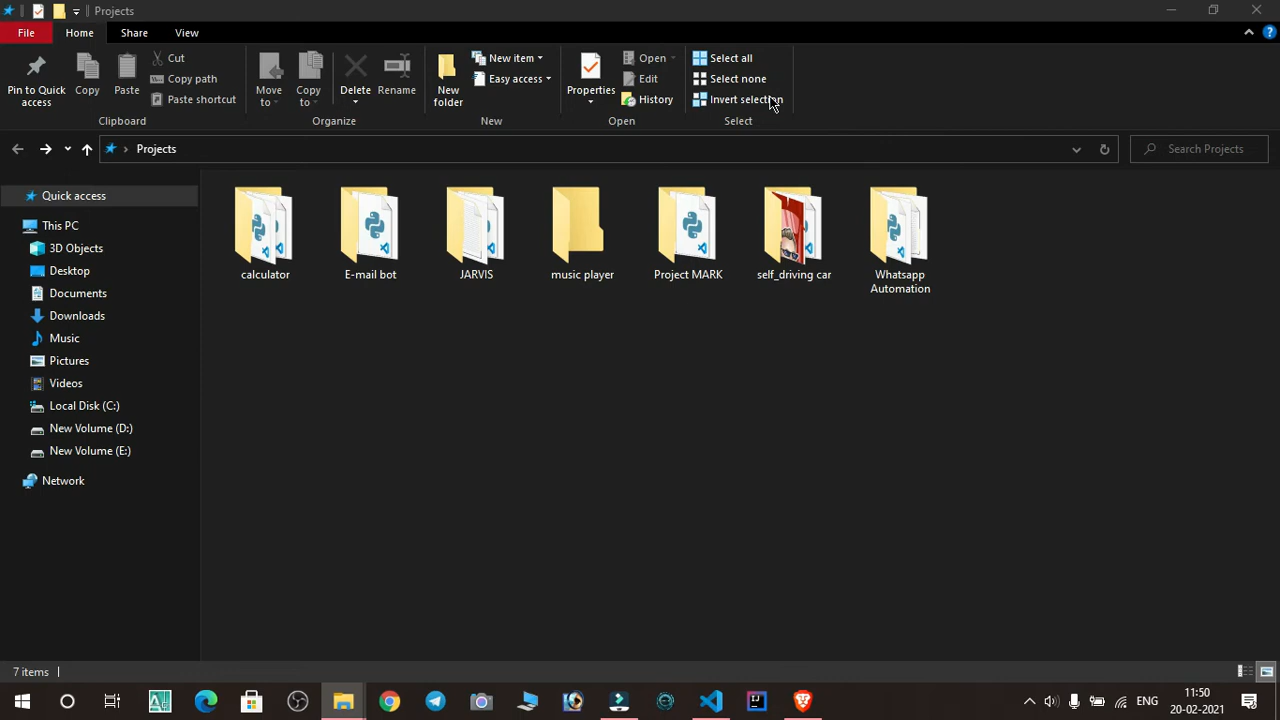 Projects
File Home Share View
Pin to Quick access
Copy
Paste
Cut
Copy path
Paste shortcut
Clipboard
Move to
Copy to
Delete
Rename
Organize
New folder
New item
Easy access
New
Properties
Open
Edit
History
Open
Select all
Select none
Invert selection
Select
Projects
Search Projects
Quick access
This PC
3D Objects
Desktop
Documents
Downloads
Music
Pictures
Videos
Local Disk (C:)
New Volume (D:)
New Volume (E:)
Network
calculator
E-mail bot
JARVIS
music player
Project MARK
self_driving car
Whatsapp
Automation
7 items
ENG
11:50
20-02-2021